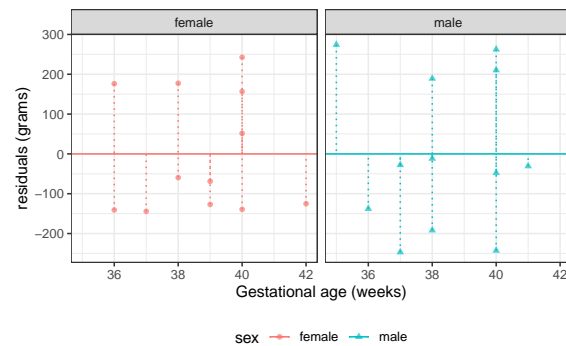 female male
300
200
100
0
−100
−200
residuals (grams)
36 38 40 42 36 38 40 42
Gestational age (weeks)
sex female male